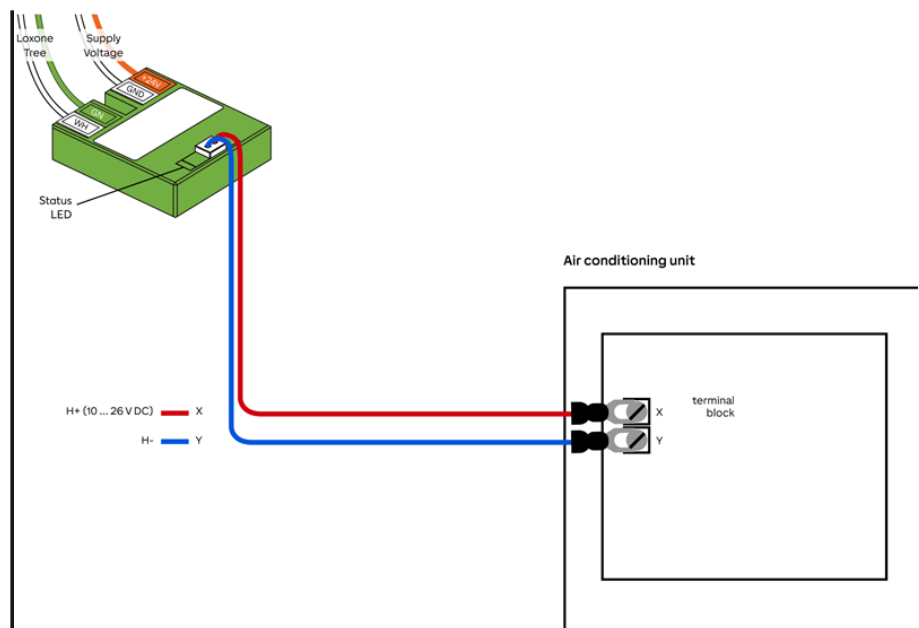 Loxone
Tree
Supply
Voltage
+24V
GND
GN
WH
Status
LED
Air conditioning unit
H+ (10 ... 26 V DC) X
H- Y
X
Y
terminal
block